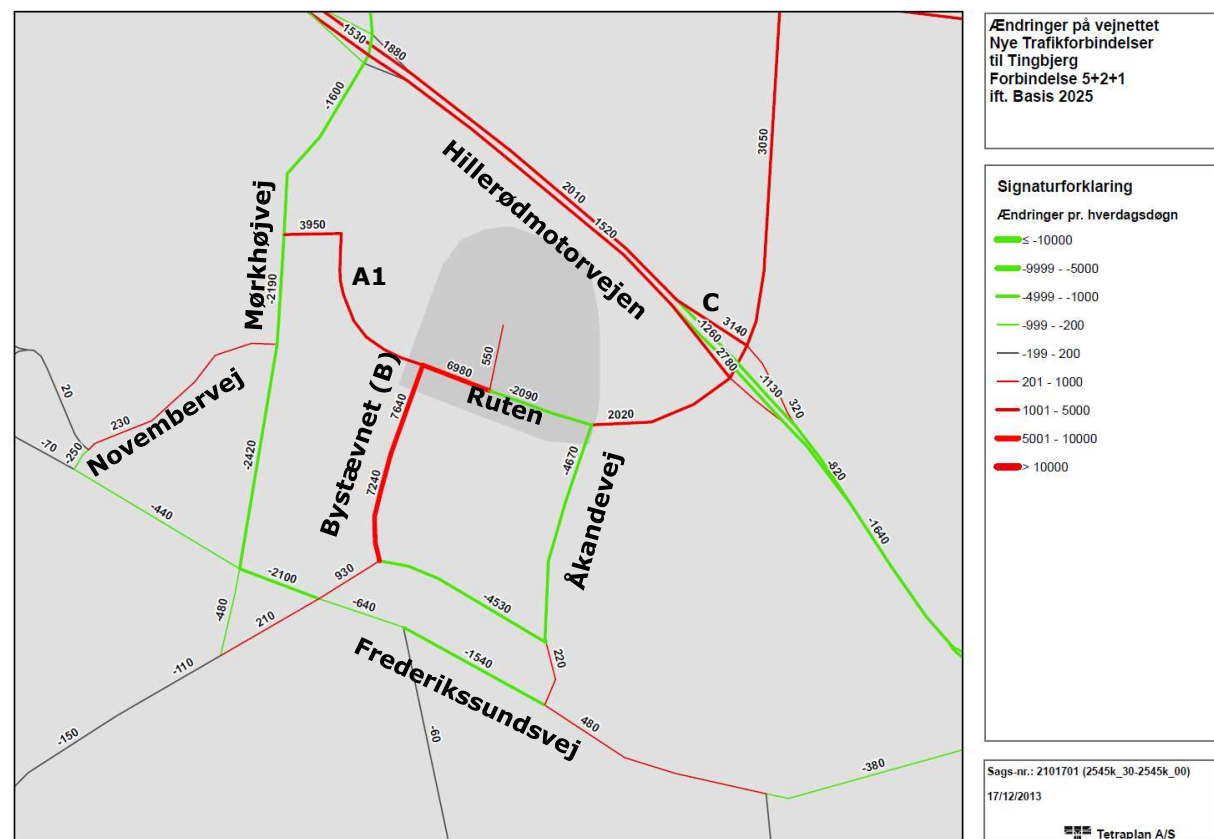 1530
1880
-1600
3050
Hillerødmotorvejen
2010
1520
Mørkhøjvej
3950
-2190
A1
C
3140
-1260
2780
-1130
320
Bystævnet (B)
6980
550
-2090
Ruten
2020
7640
7240
20
230
Novembervej
-70
-250
-2420
-440
-4670
Åkandevej
-820
-1640
-2100
930
-640
-4530
-480
210
-110
-150
Frederikssundsvej
-1540
220
480
-60
-380
Ændringer på vejnettet
Nye Trafikforbindelser
til Tingbjerg
Forbindelse 5+2+1
ift. Basis 2025
Signaturforklaring
Ændringer pr. hverdagsdøgn
≤ -10000
-9999 - -5000
-4999 - -1000
-999 - -200
-199 - 200
201 - 1000
1001 - 5000
5001 - 10000
> 10000
Sags-nr.: 2101701 (2545k_30-2545k_00)
17/12/2013
Tetraplan A/S